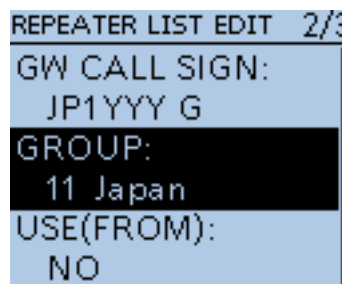 REPEATER LIST EDIT 2/3
GW CALL SIGN:
JP1YYY G
GROUP:
11 Japan
USE(FROM):
NO